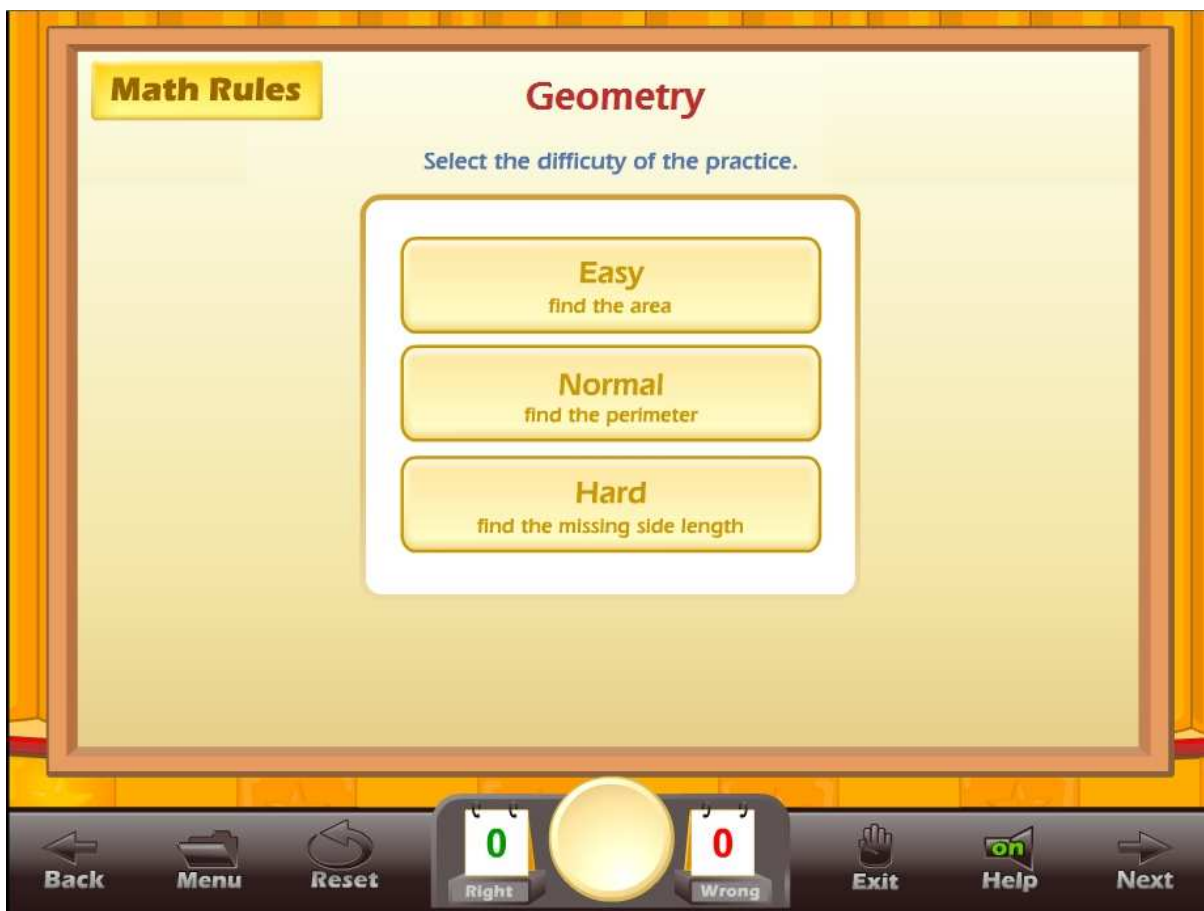 Math Rules
Geometry
Select the difficuty of the practice.
Easy
find the area
Normal
find the perimeter
Hard
find the missing side length
Back
Menu
Reset
0
Right
0
Wrong
Exit
on
Help
Next